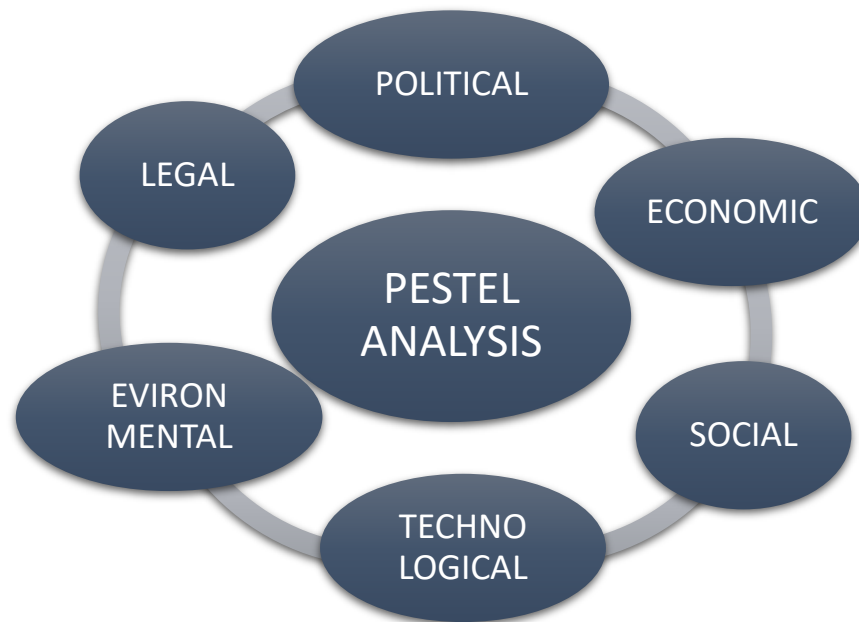 POLITICAL
LEGAL
ECONOMIC
PESTEL
ANALYSIS
EVIRON
MENTAL
SOCIAL
TECHNO
LOGICAL